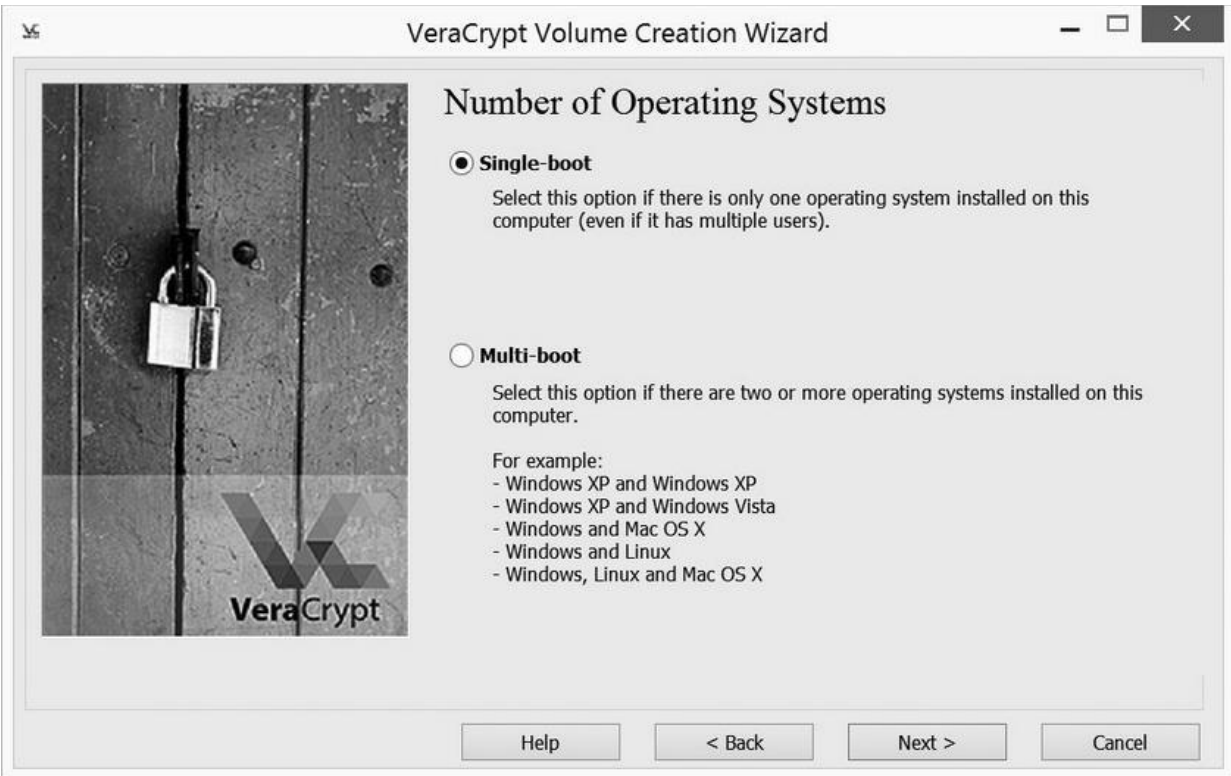 VeraCrypt Volume Creation Wizard
Number of Operating Systems
Single-boot
Select this option if there is only one operating system installed on this
computer (even if it has multiple users).
Multi-boot
Select this option if there are two or more operating systems installed on this
computer.
For example:
- Windows XP and Windows XP
- Windows XP and Windows Vista
- Windows and Mac OS X
- Windows and Linux
- Windows, Linux and Mac OS X
VeraCrypt
Help
< Back
Next >
Cancel